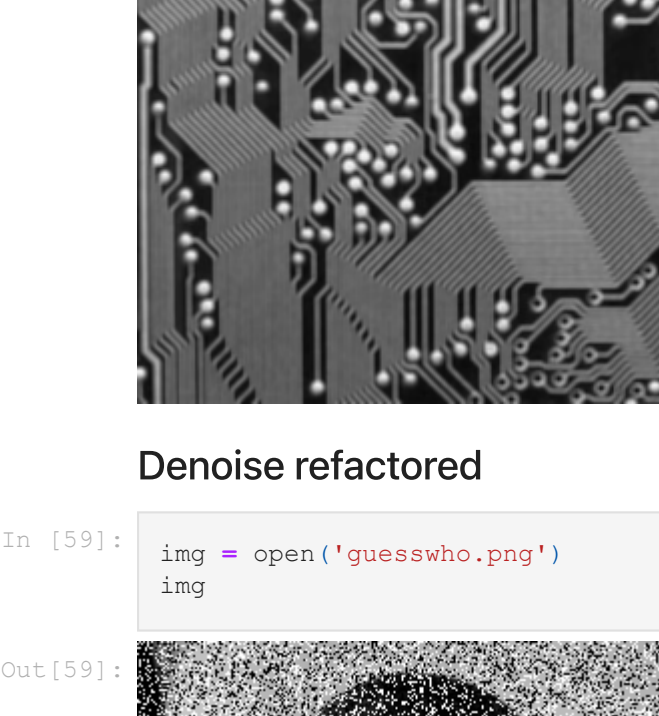 Denoise refactored
In [59]:
img = open('guesswho.png')
img
Out[59]: